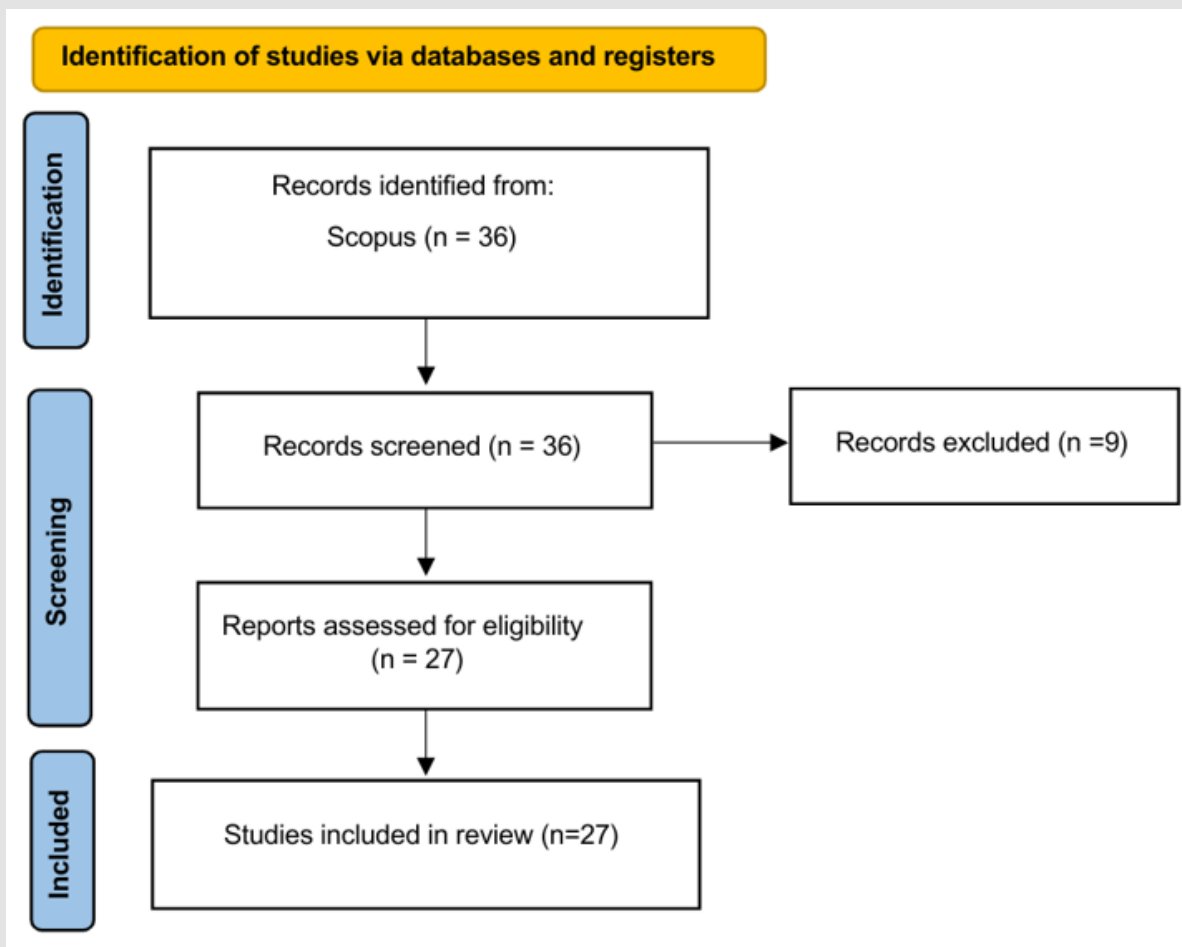 Identification of studies via databases and registers
Identification
Records identified from:
Scopus (n = 36)
Screening
Records screened (n = 36)
Records excluded (n =9)
Reports assessed for eligibility
(n = 27)
Included
Studies included in review (n=27)